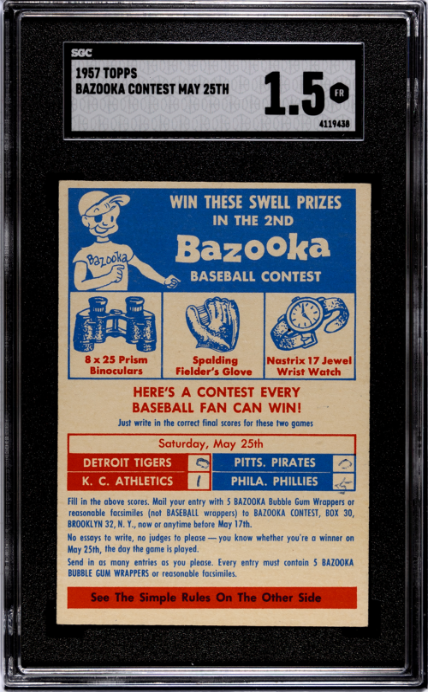 SGC
1957 TOPPS
BAZOOKA CONTEST MAY 25TH
1.5
FR
4119438
WIN THESE SWELL PRIZES
IN THE 2ND
Bazooka
BASEBALL CONTEST
Bazooka
8 x 25 Prism
Binoculars
Spalding
Fielder's Glove
Nastrix 17 Jewel
Wrist Watch
HERE'S A CONTEST EVERY
BASEBALL FAN CAN WIN!
Just write in the correct final scores for these two games
Saturday, May 25th
DETROIT TIGERS 0 PITTS. PIRATES 0
K. C. ATHLETICS 1 PHILA. PHILLIES 5
Fill in the above scores. Mail your entry with 5 BAZOOKA Bubble Gum Wrappers or
reasonable facsimiles (not BASEBALL wrappers) to BAZOOKA CONTEST, BOX 30,
BROOKLYN 32, N. Y., now or anytime before May 17th.
No essays to write, no judges to please — you know whether you're a winner on
May 25th, the day the game is played.
Send in as many entries as you please. Every entry must contain 5 BAZOOKA
BUBBLE GUM WRAPPERS or reasonable facsimiles.
See The Simple Rules On The Other Side